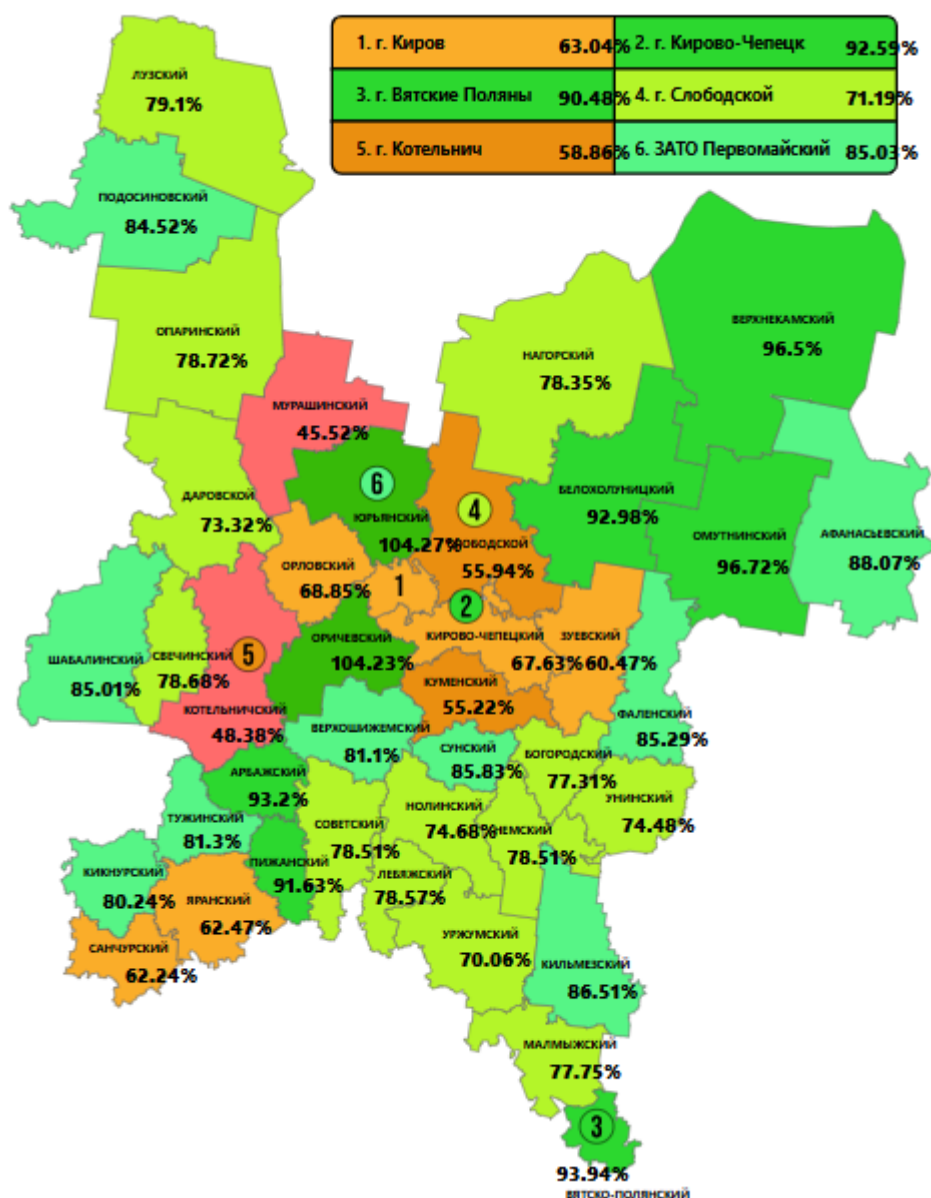 1. г. Киров 63.04% 2. г. Кирово-Чепецк 92.59%
3. г. Вятские Поляны 90.48% 4. г. Слободской 71.19%
5. г. Котельнич 58.86% 6. ЗАТО Первомайский 85.03%
ЛУЗСКИЙ
79.1%
ПОДОСИНОВСКИЙ
84.52%
ОПАРИНСКИЙ
78.72%
ВЕРХНЕКАМСКИЙ
96.5%
НАГОРСКИЙ
78.35%
МУРАШИНСКИЙ
45.52%
6
ЮРЬЯНСКИЙ
104.27%
4
СЛОБОДСКОЙ
55.94%
ДАРОВСКОЙ
73.32%
БЕЛОХОЛУНИЦКИЙ
92.98%
ОМУТНИНСКИЙ
96.72%
АФАНАСЬЕВСКИЙ
88.07%
ОРЛОВСКИЙ
68.85%
1
2
КИРОВО-ЧЕПЕЦКИЙ
67.63%
ЗУЕВСКИЙ
60.47%
ШАБАЛИНСКИЙ
85.01%
СВЕЧИНСКИЙ
78.68%
5
КОТЕЛЬНИЧСКИЙ
48.38%
ОРИЧЕВСКИЙ
104.23%
КУМЕНСКИЙ
55.22%
ФАЛЕНСКИЙ
85.29%
ВЕРХОШИЖЕМСКИЙ
81.1%
СУНСКИЙ
85.83%
БОГОРОДСКИЙ
77.31%
УНИНСКИЙ
74.48%
АРБАЖСКИЙ
93.2%
ТУЖИНСКИЙ
81.3%
СОВЕТСКИЙ
78.51%
НОЛИНСКИЙ
74.68%
НЕМСКИЙ
78.51%
КИКНУРСКИЙ
80.24%
ПИЖАНСКИЙ
91.63%
ЛЕБЯЖСКИЙ
78.57%
ЯРАНСКИЙ
62.47%
САНЧУРСКИЙ
62.24%
УРЖУМСКИЙ
70.06%
КИЛЬМЕЗСКИЙ
86.51%
МАЛМЫЖСКИЙ
77.75%
3
93.94%
ВЯТСКО-ПОЛЯНСКИЙ